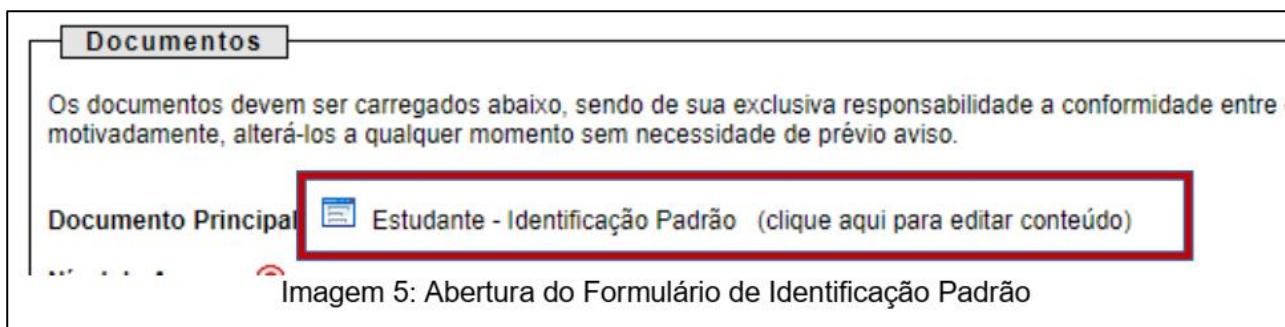 Documentos
Os documentos devem ser carregados abaixo, sendo de sua exclusiva responsabilidade a conformidade entre
motivadamente, alterá-los a qualquer momento sem necessidade de prévio aviso.
Documento Principal Estudante - Identificação Padrão (clique aqui para editar conteúdo)
Imagem 5: Abertura do Formulário de Identificação Padrão